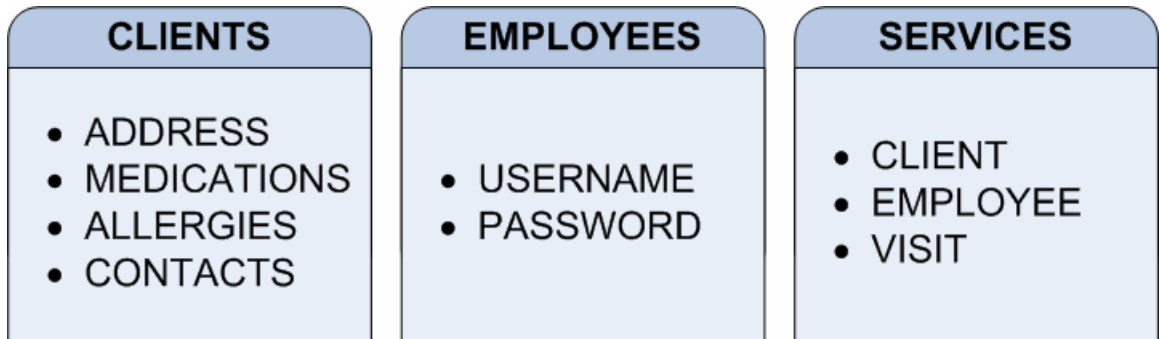 CLIENTS
• ADDRESS
• MEDICATIONS
• ALLERGIES
• CONTACTS
EMPLOYEES
• USERNAME
• PASSWORD
SERVICES
• CLIENT
• EMPLOYEE
• VISIT